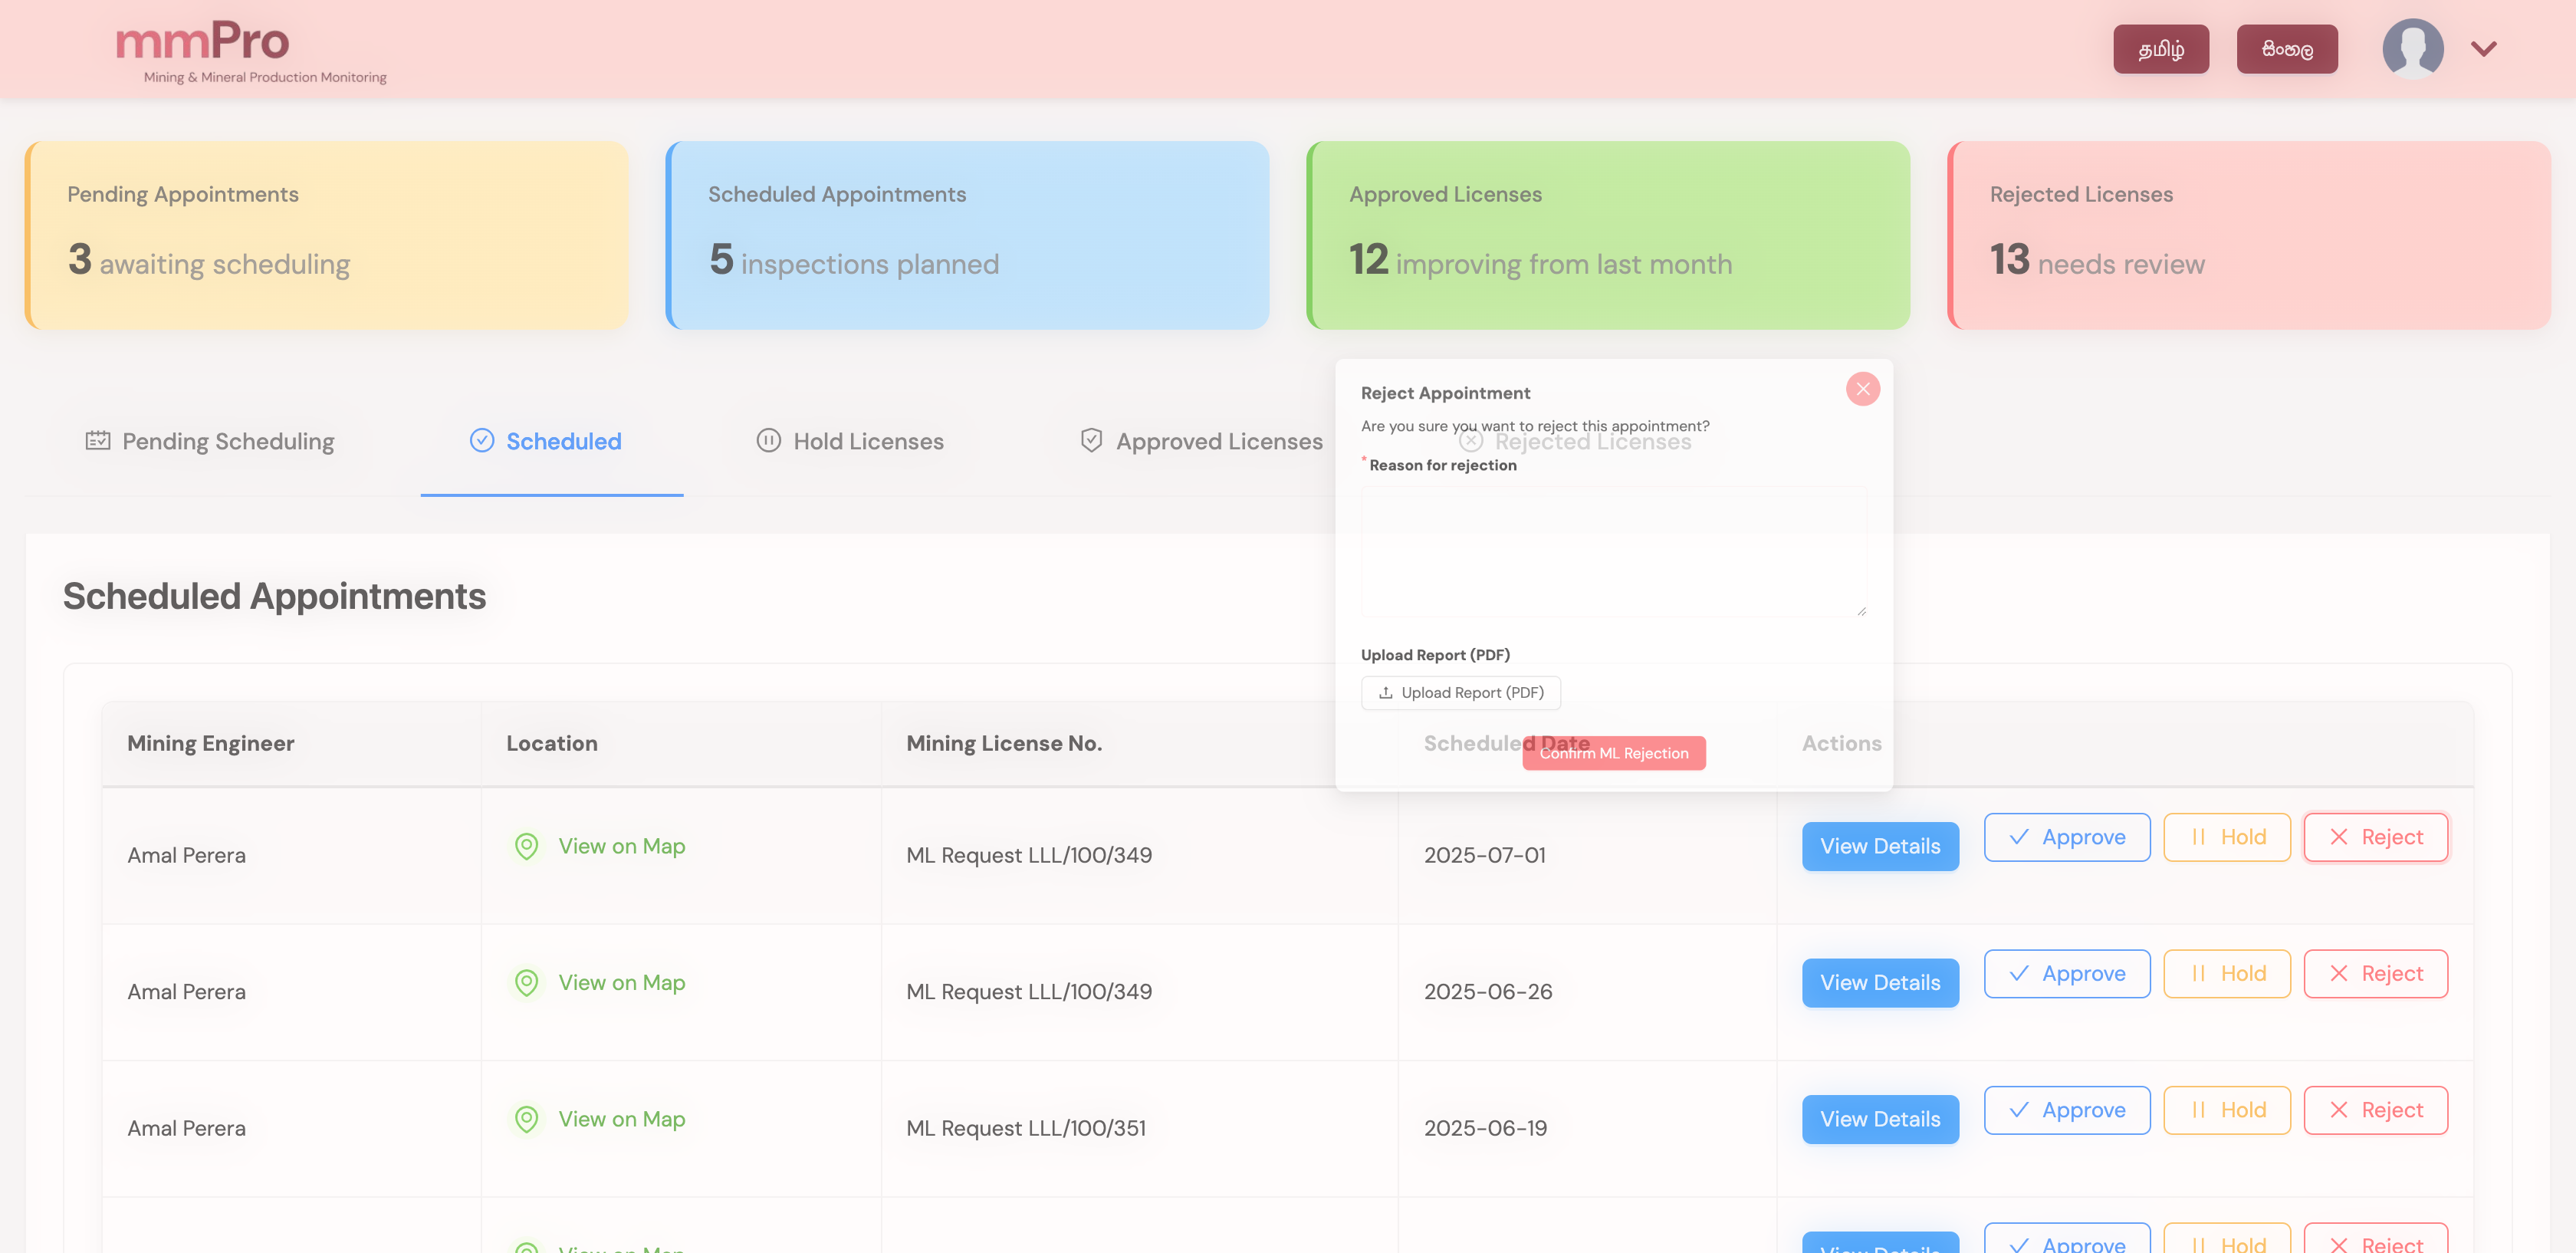 mmPro
Mining & Mineral Production Monitoring
தமிழ்
සිංහල
Pending Appointments
3 awaiting scheduling
Scheduled Appointments
5 inspections planned
Approved Licenses
12 improving from last month
Rejected Licenses
13 needs review
Pending Scheduling
Scheduled
Hold Licenses
Approved Licenses
Rejected Licenses
Reject Appointment
Are you sure you want to reject this appointment?
* Reason for rejection
Upload Report (PDF)
Upload Report (PDF)
Confirm ML Rejection
Scheduled Appointments
Mining Engineer
Location
Mining License No.
Scheduled Date
Actions
Amal Perera
View on Map
ML Request LLL/100/349
2025-07-01
View Details
Approve
Hold
Reject
Amal Perera
View on Map
ML Request LLL/100/349
2025-06-26
View Details
Approve
Hold
Reject
Amal Perera
View on Map
ML Request LLL/100/351
2025-06-19
View Details
Approve
Hold
Reject
View on Map
View Details
Approve
Hold
Reject